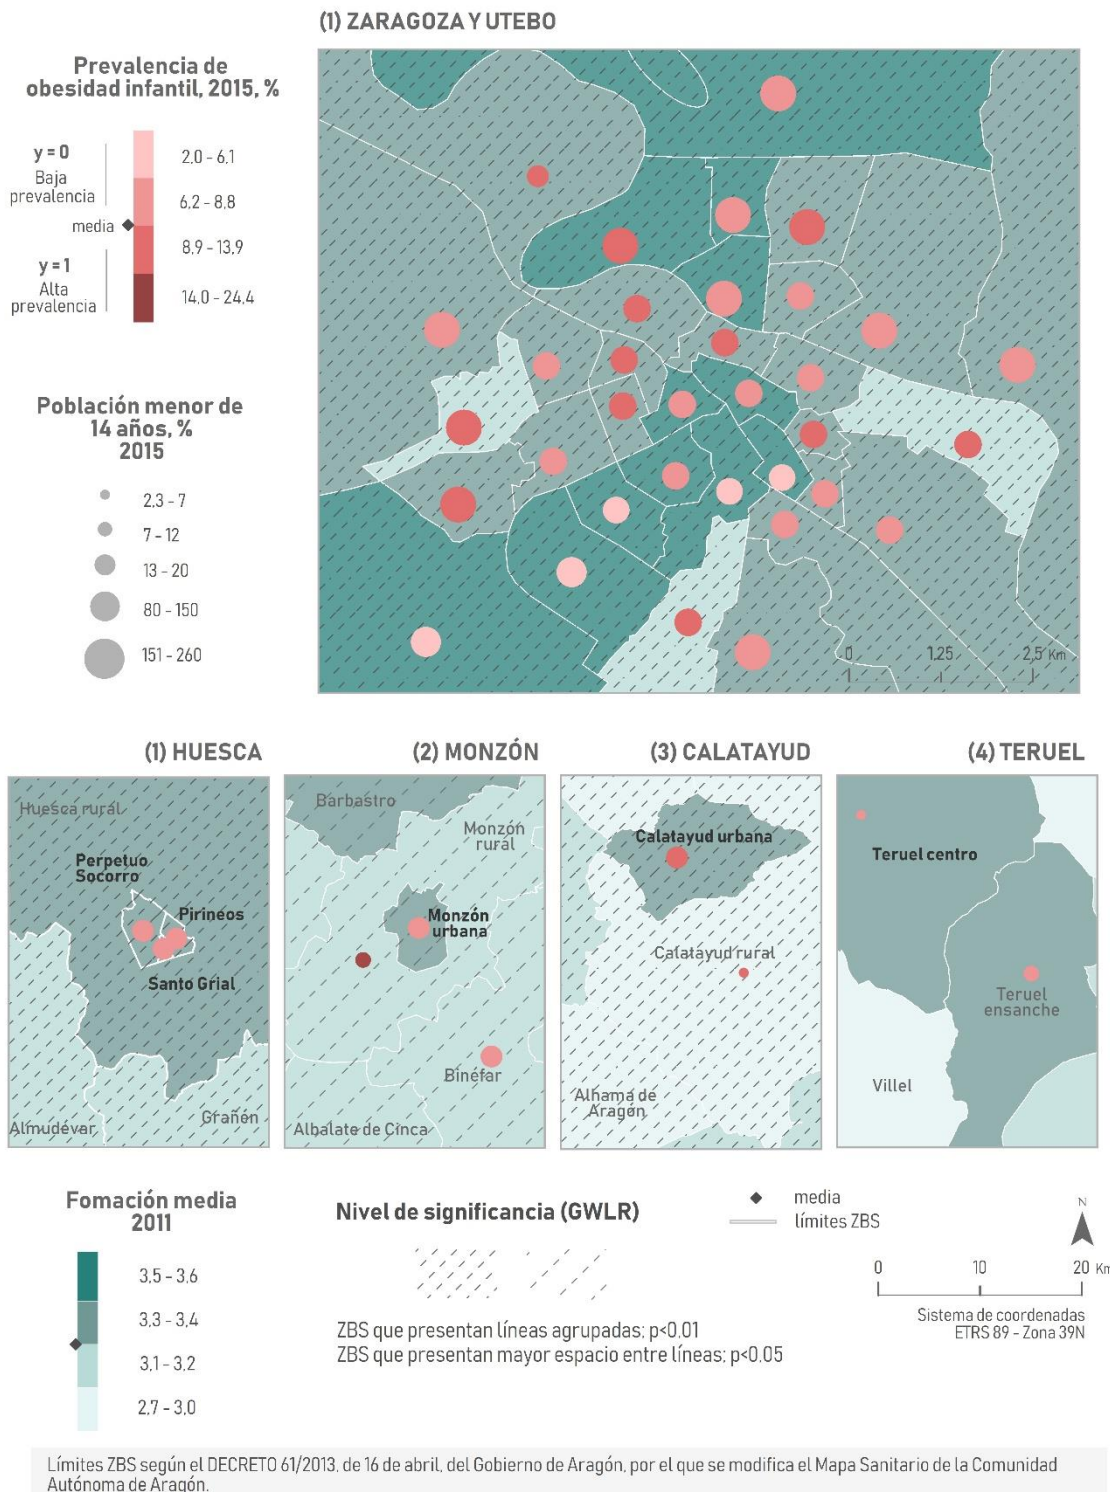 (1) ZARAGOZA Y UTEBO
Prevalencia de
obesidad infantil, 2015, %
y = 0
Baja
prevalencia
media
y = 1
Alta
prevalencia
2,0 - 6,1
6,2 - 8,8
8,9 - 13,9
14,0 - 24,4
Población menor de
14 años, %
2015
2,3 - 7
7 - 12
13 - 20
80 - 150
151 - 260
0 1,25 2,5 Km
(1) HUESCA
Huesca rural
Perpetuo
Socorro
Pirineos
Santo Grial
Almudévar
Grañén
(2) MONZÓN
Barbastro
Monzón
rural
Monzón
urbana
Binéfar
Albalate de Cinca
(3) CALATAYUD
Calatayud urbana
Calatayud rural
Alhama de
Aragón
(4) TERUEL
Teruel centro
Teruel
ensanche
Villel
Fomación media
2011
3,5 - 3,6
3,3 - 3,4
3,1 - 3,2
2,7 - 3,0
Nivel de significancia (GWLR)
ZBS que presentan líneas agrupadas: p<0.01
ZBS que presentan mayor espacio entre líneas: p<0.05
media
límites ZBS
N
0 10 20 Km
Sistema de coordenadas
ETRS 89 - Zona 39N
Límites ZBS según el DECRETO 61/2013, de 16 de abril, del Gobierno de Aragón, por el que se modifica el Mapa Sanitario de la Comunidad
Autónoma de Aragón.